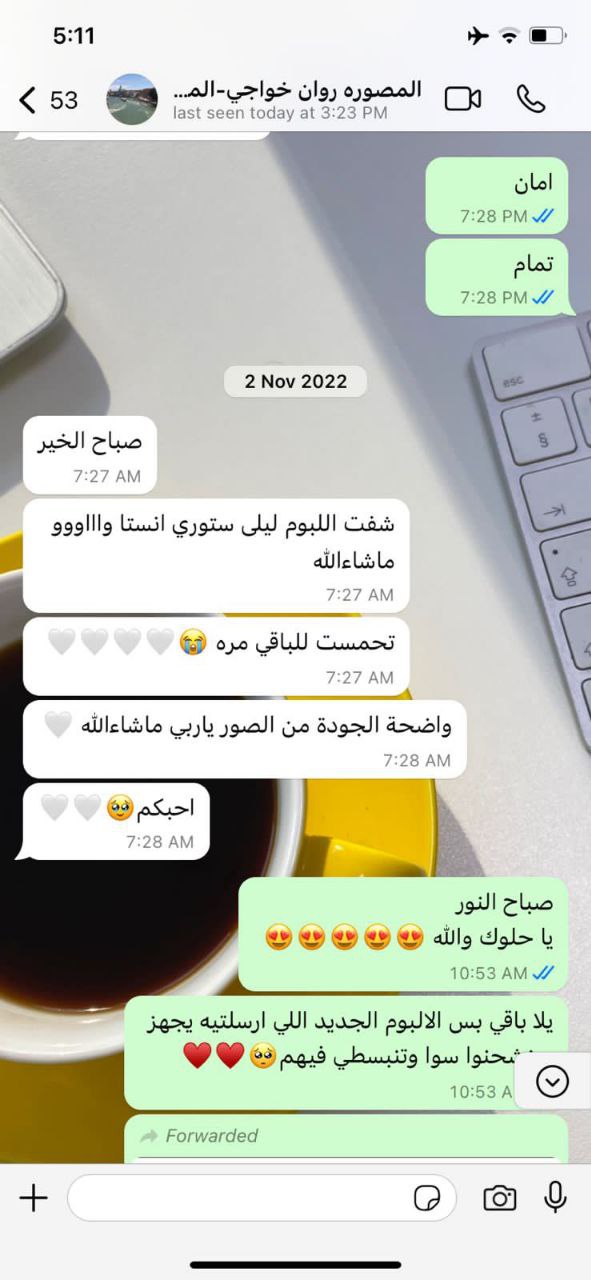 5:11
53
المصوره روان خواجي-الم...
last seen today at 3:23 PM
امان
7:28 PM
تمام
7:28 PM
2 Nov 2022
صباح الخير
7:27 AM
شفت اللبوم ليلى ستوري انستا واااووو
ماشاءالله
7:27 AM
تحمست للباقي مره 😭🤍🤍🤍🤍
7:27 AM
واضحة الجودة من الصور ياربي ماشاءالله 🤍
7:28 AM
احبكم🥹🤍🤍
7:28 AM
صباح النور
يا حلوك والله 😍😍😍😍😍
10:53 AM
يلا باقي بس الالبوم الجديد اللي ارسلتيه يجهز
سوا وتنبسطي فيهم🥺♥️♥️
10:53 A
Forwarded
esc
±
§